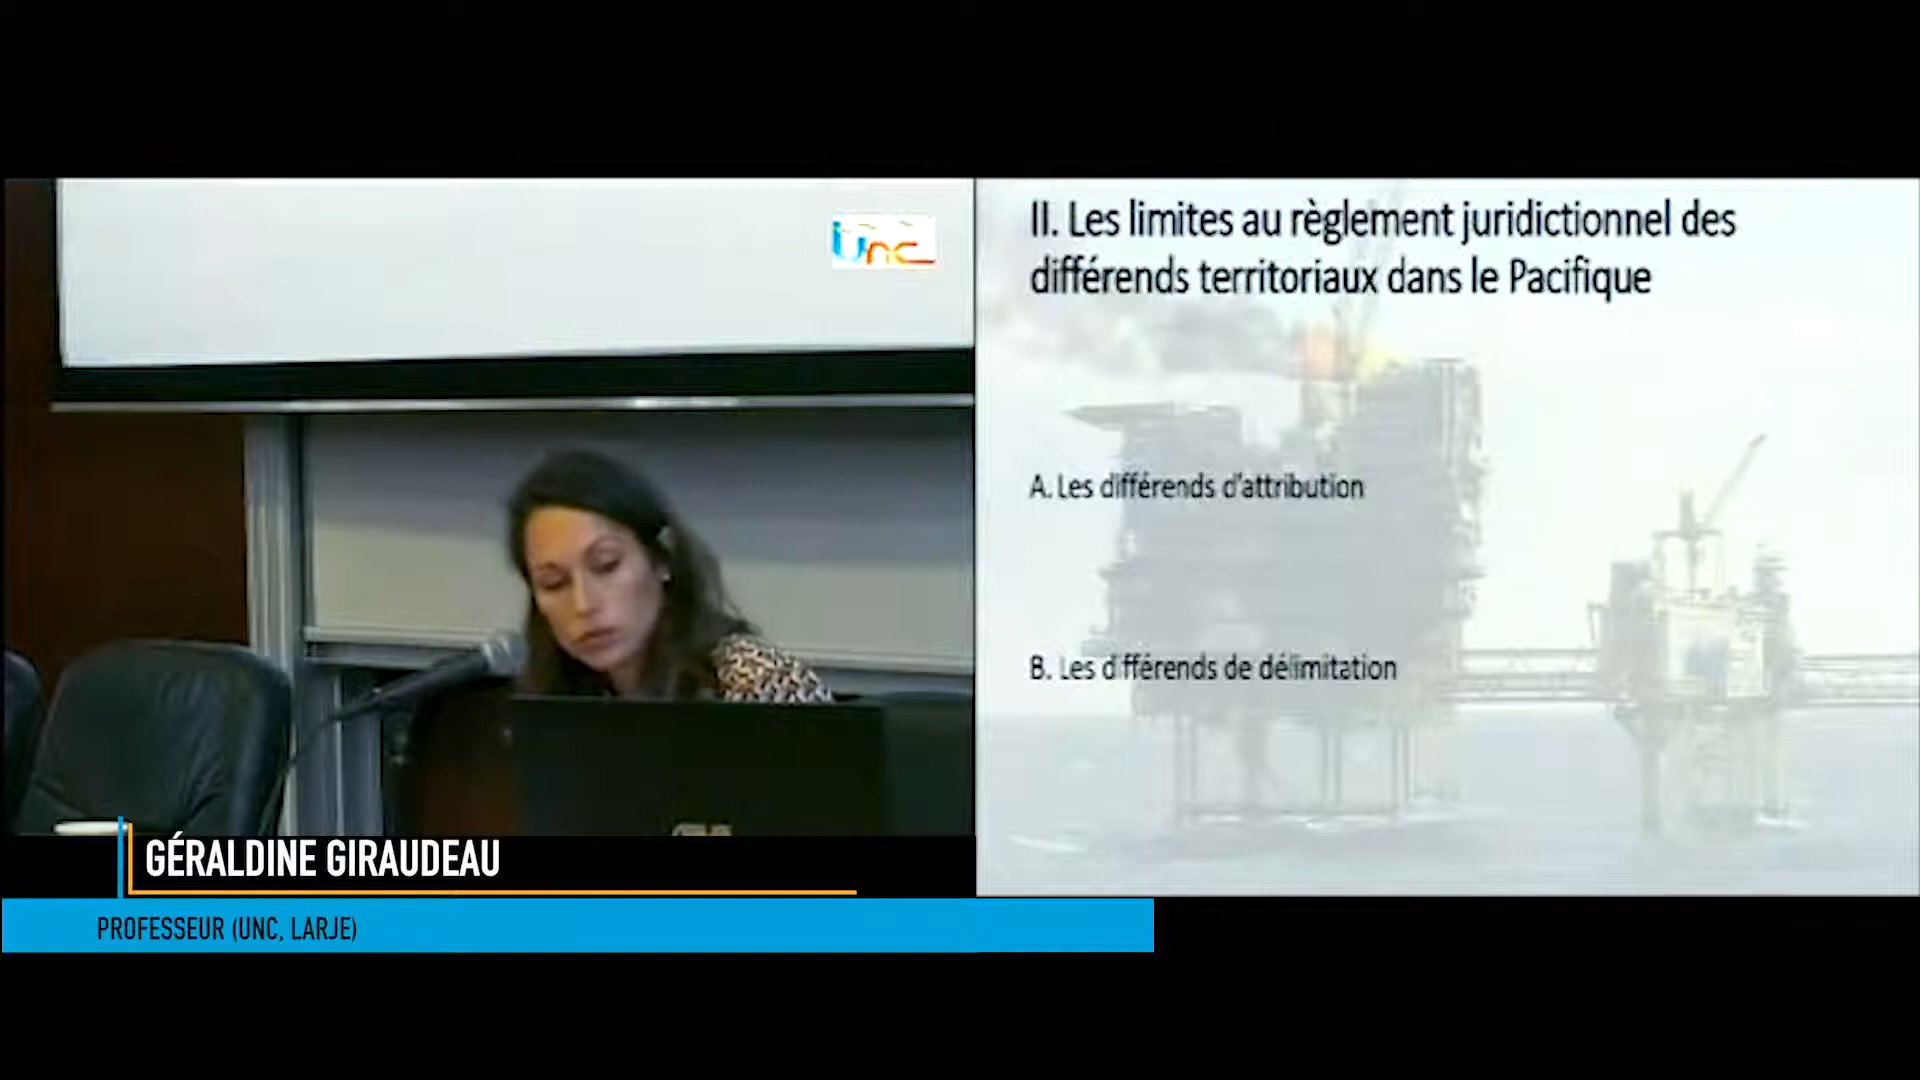 unc
II. Les limites au règlement juridictionnel des
différends territoriaux dans le Pacifique
A. Les différends d'attribution
B. Les différends de délimitation
GÉRALDINE GIRAUDEAU
PROFESSEUR (UNC, LARJE)